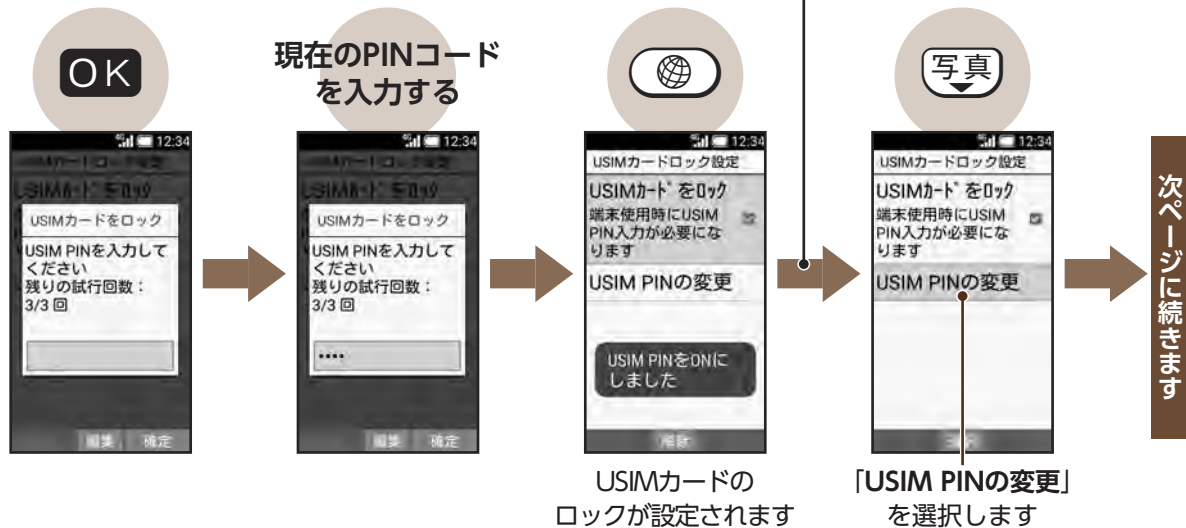 OK
現在のPINコード
を入力する
写真
12:34
USIMカードをロック
USIM PINを入力して
ください
残りの試行回数：
3/3 回
編集 確定
12:34
USIMカードをロック
USIM PINを入力して
ください
残りの試行回数：
3/3 回
••••
編集 確定
12:34
USIMカードロック設定
USIMカードをロック
端末使用時にUSIM
PIN入力が必要にな
ります
USIM PINの変更
USIM PINをONに
しました
USIMカードの
ロックが設定されます
12:34
USIMカードロック設定
USIMカードをロック
端末使用時にUSIM
PIN入力が必要にな
ります
USIM PINの変更
「USIM PINの変更」
を選択します
次ページに続きます